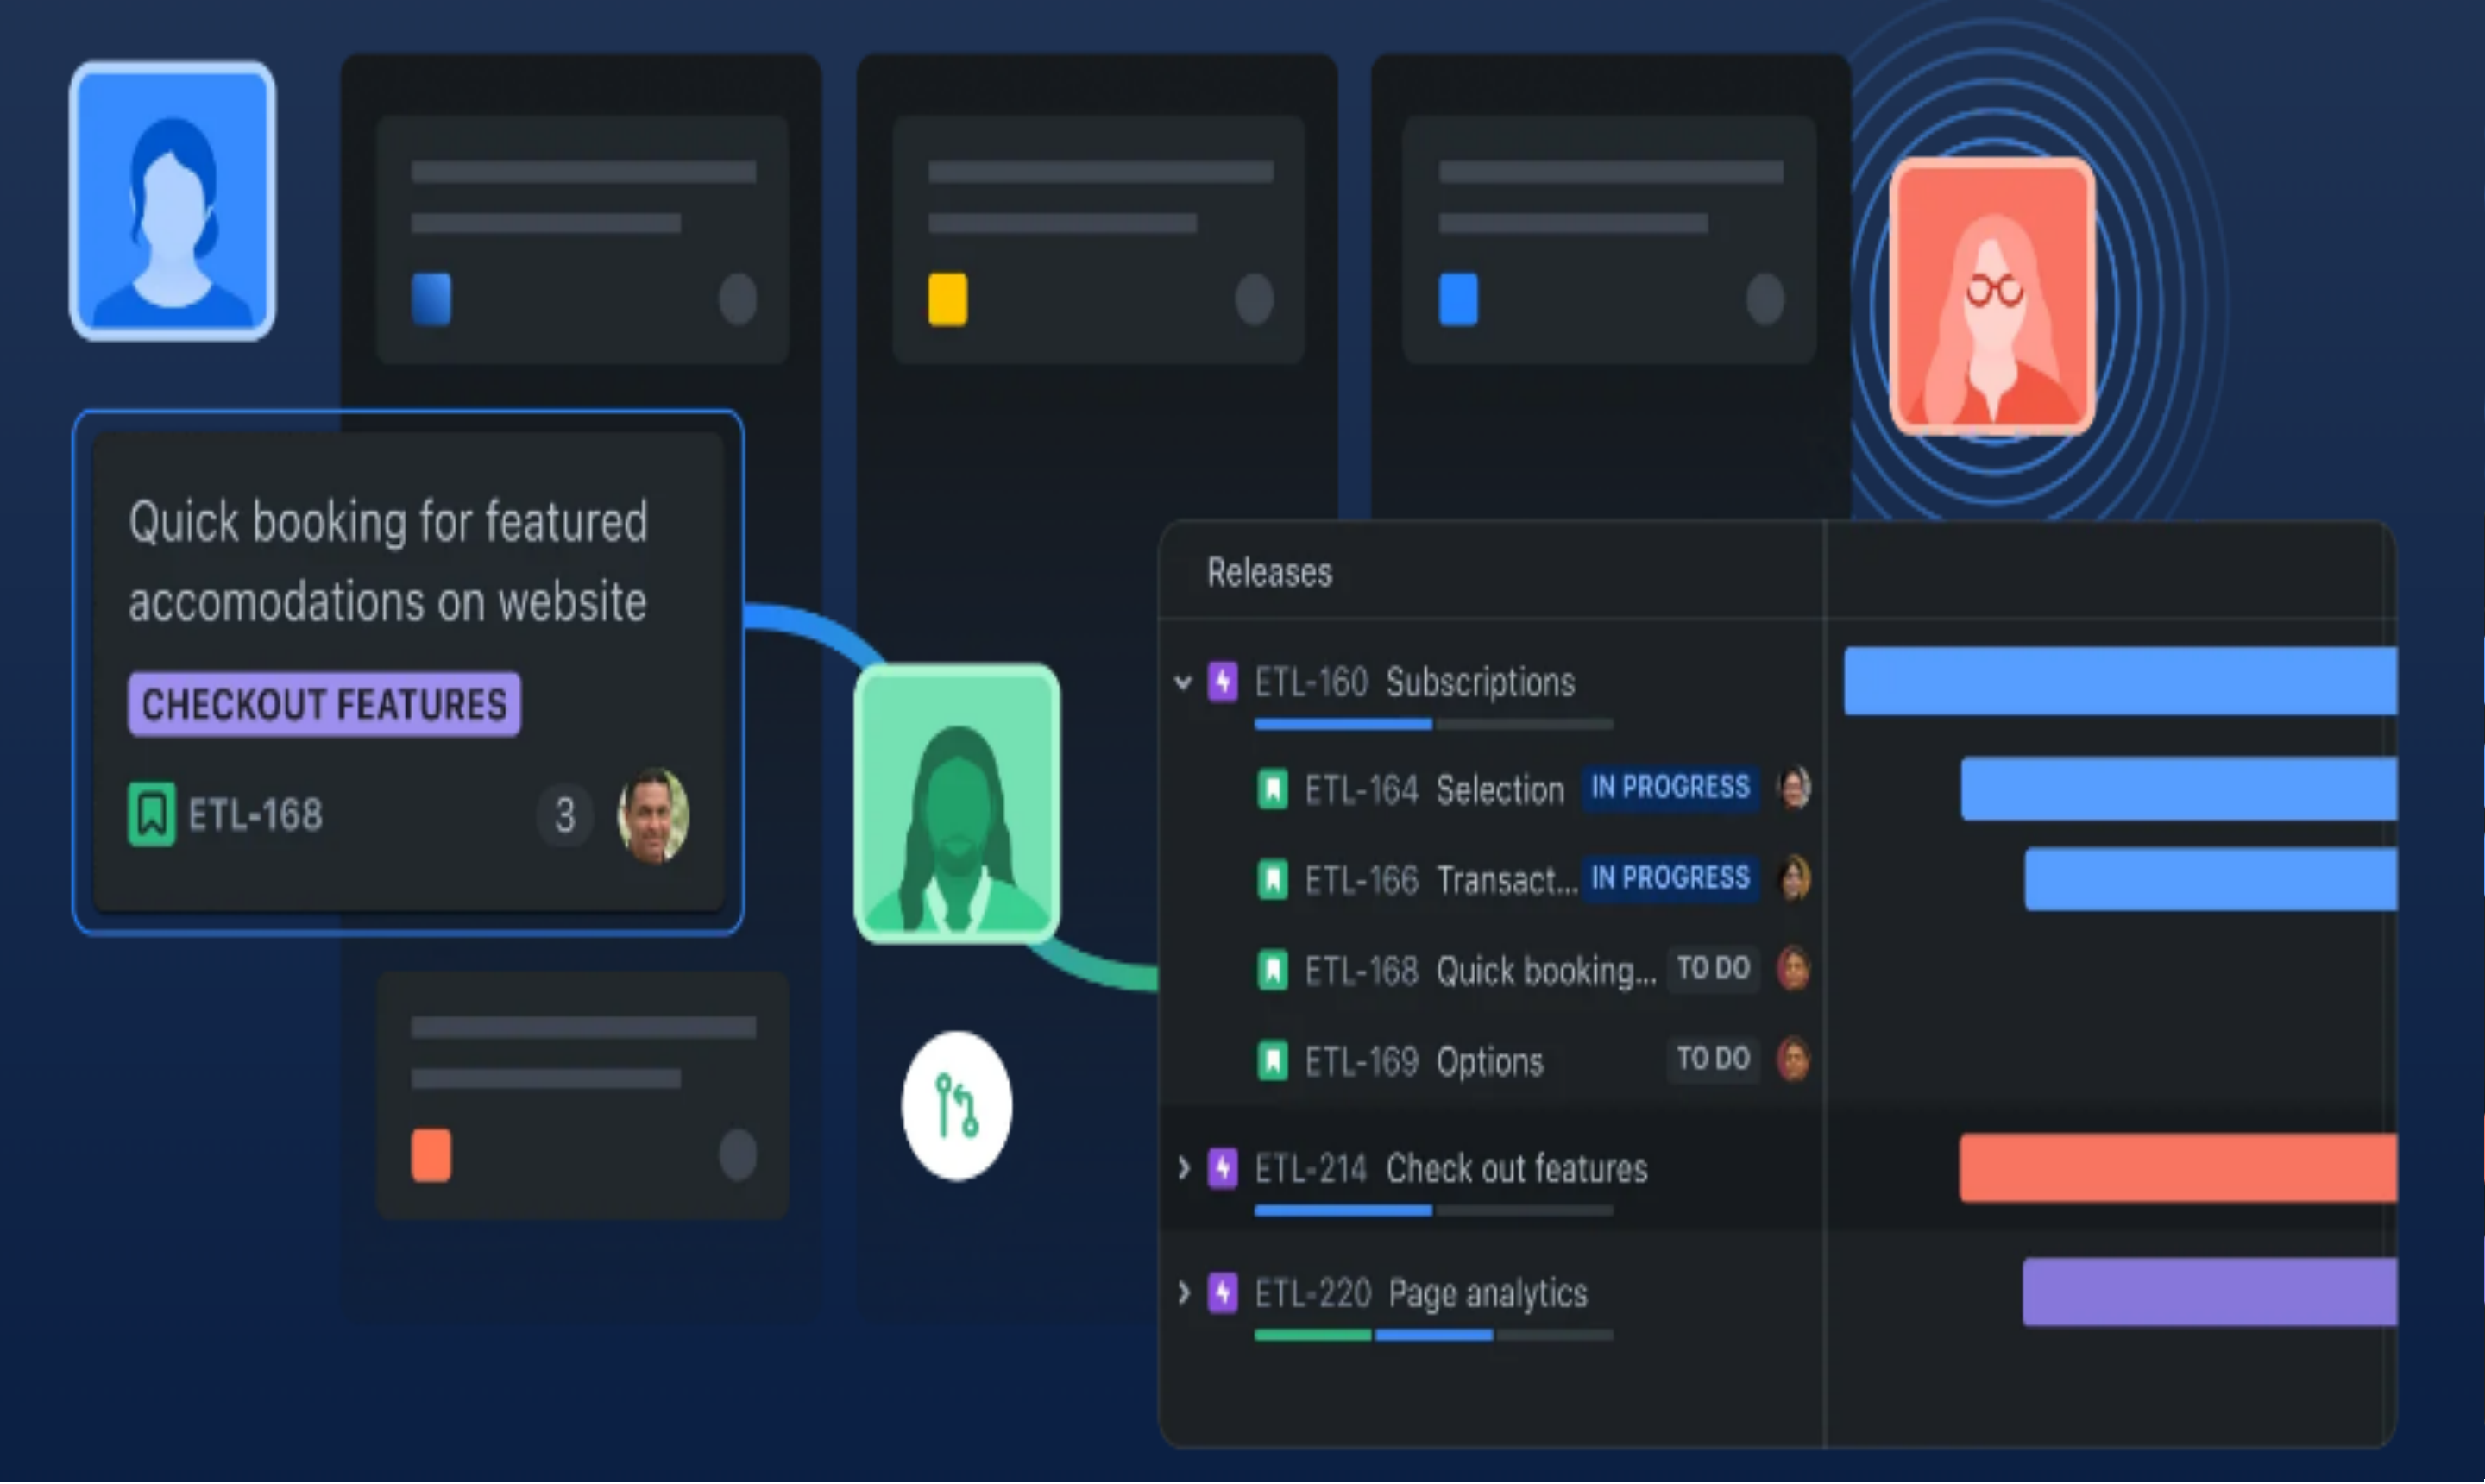 Quick booking for featured
accomodations on website
CHECKOUT FEATURES
ETL-168 3
Releases
ETL-160 Subscriptions
ETL-164 Selection IN PROGRESS
ETL-166 Transact... IN PROGRESS
ETL-168 Quick booking... TO DO
ETL-169 Options TO DO
ETL-214 Check out features
ETL-220 Page analytics